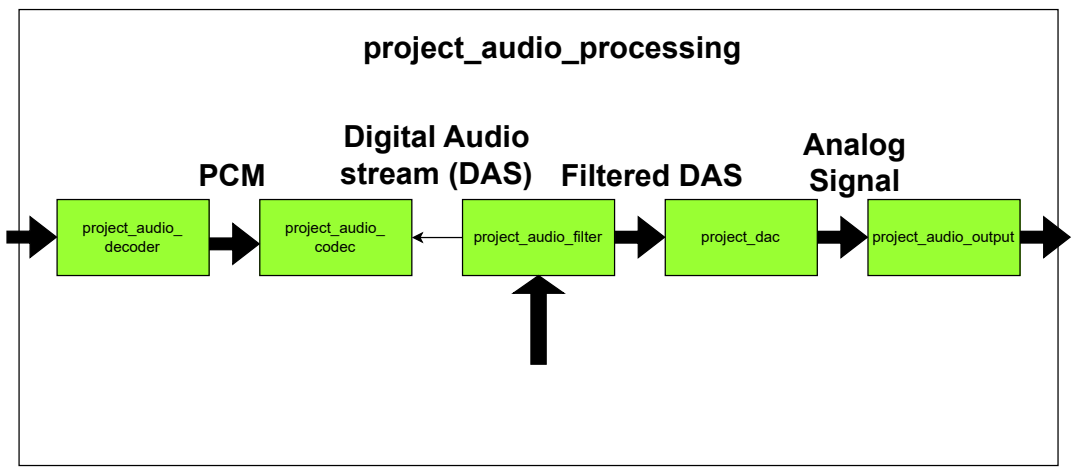 project_audio_processing
Digital Audio
stream (DAS)
PCM
Filtered DAS
Analog
Signal
project_audio_
decoder
project_audio_
codec
project_audio_filter
project_dac
project_audio_output